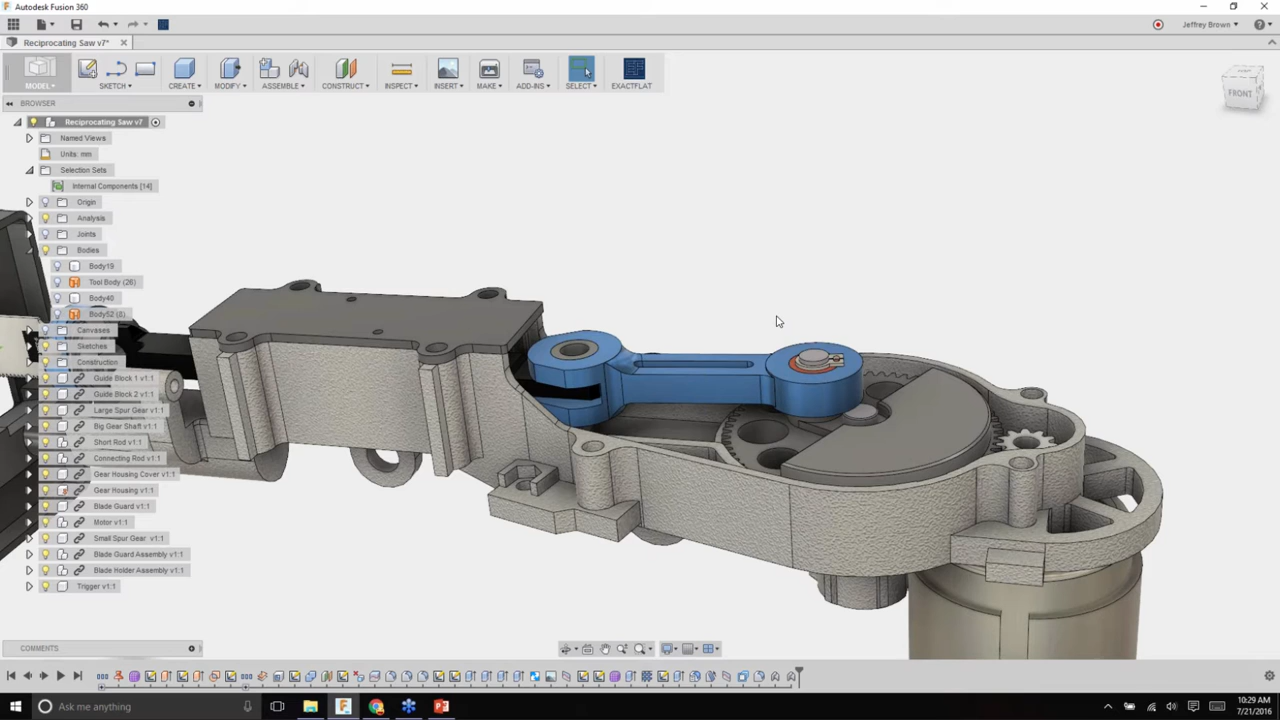 Autodesk Fusion 360
Jeffrey Brown
Reciprocating Saw v7*
MODEL
SKETCH
CREATE
MODIFY
ASSEMBLE
CONSTRUCT
INSPECT
INSERT
MAKE
ADD-INS
SELECT
EXACTFLAT
BROWSER
FRONT
Reciprocating Saw v7
Named Views
Units: mm
Selection Sets
Internal Components [14]
Origin
Analysis
Joints
Bodies
Body19
Tool Body (26)
Body40
Body52 (8)
Canvases
Sketches
Construction
Guide Block 1 v1:1
Guide Block 2 v1:1
Large Spur Gear v1:1
Big Gear Shaft v1:1
Short Rod v1:1
Connecting Rod v1:1
Gear Housing Cover v1:1
Gear Housing v1:1
Blade Guard v1:1
Motor v1:1
Small Spur Gear v1:1
Blade Guard Assembly v1:1
Blade Holder Assembly v1:1
Trigger v1:1
COMMENTS
Ask me anything
10:29 AM
7/21/2016